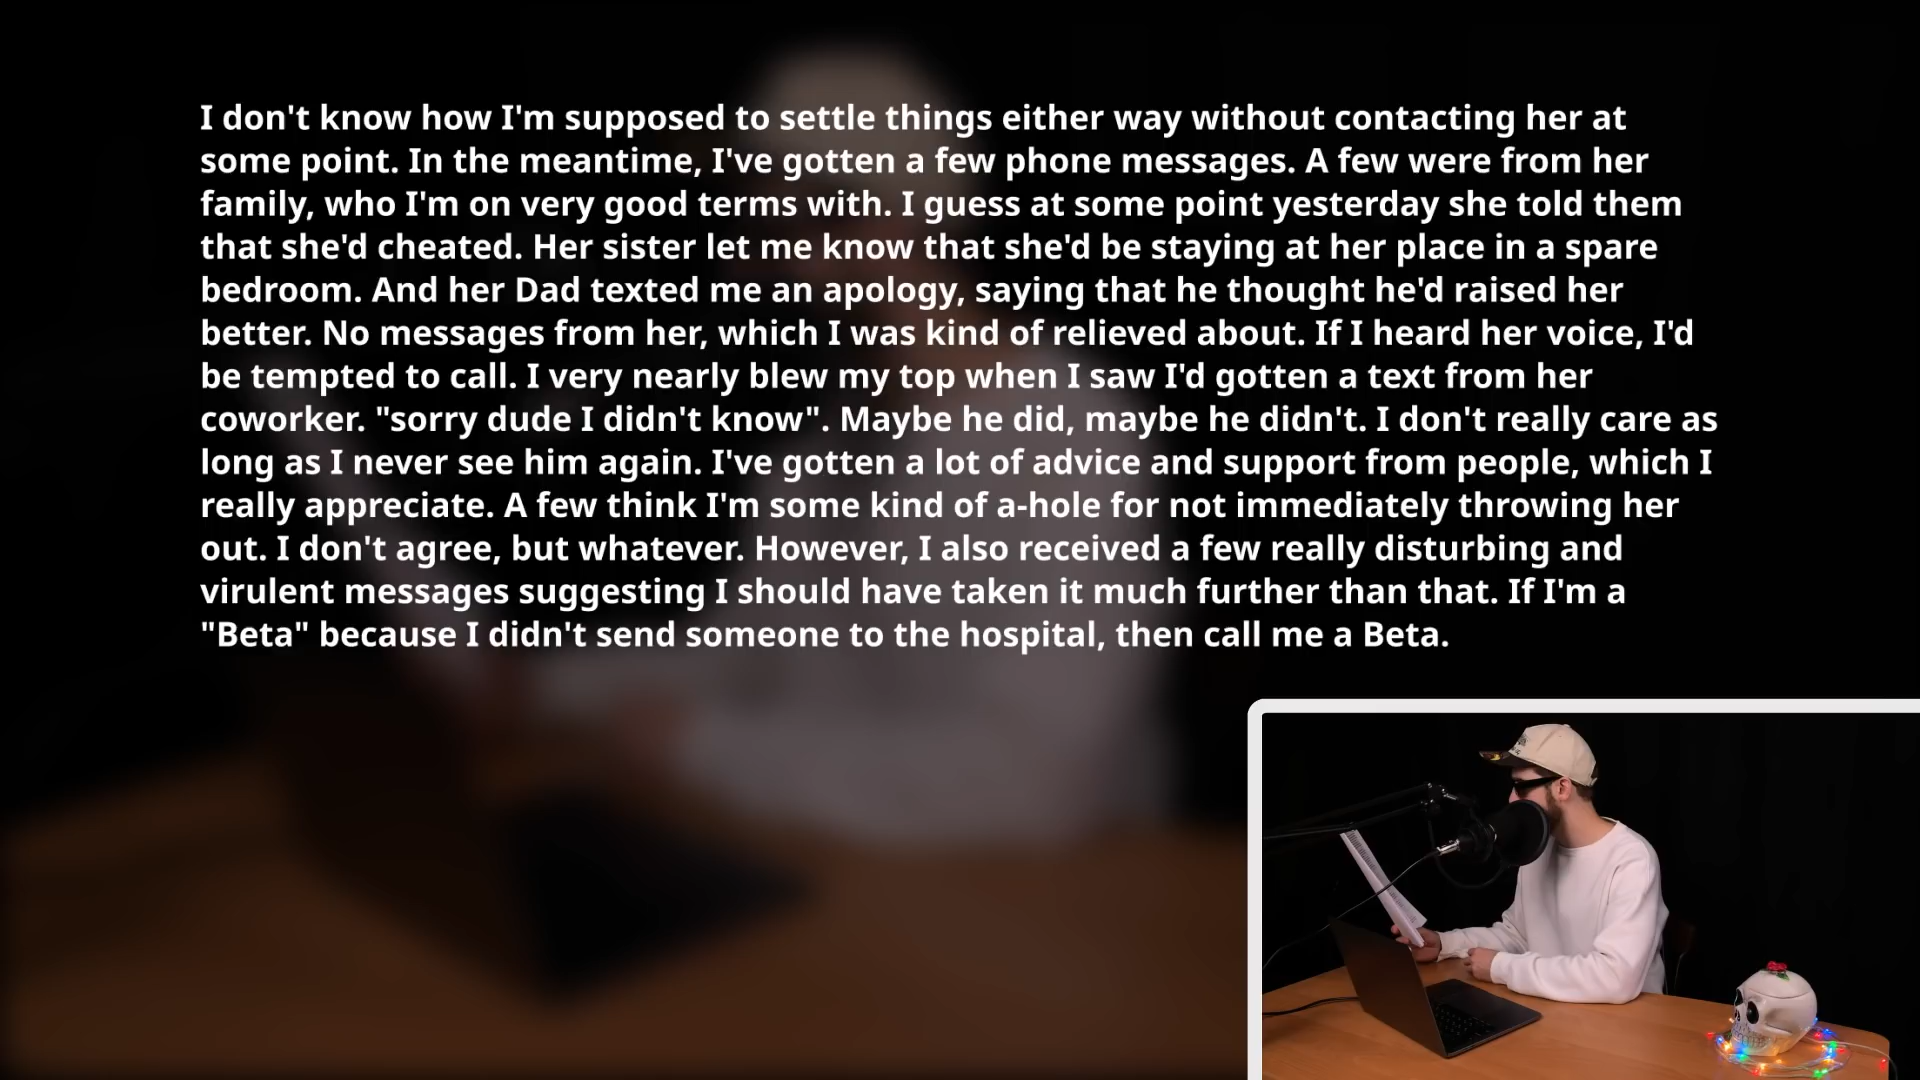 I don't know how I'm supposed to settle things either way without contacting her at
some point. In the meantime, I've gotten a few phone messages. A few were from her
family, who I'm on very good terms with. I guess at some point yesterday she told them
that she'd cheated. Her sister let me know that she'd be staying at her place in a spare
bedroom. And her Dad texted me an apology, saying that he thought he'd raised her
better. No messages from her, which I was kind of relieved about. If I heard her voice, I'd
be tempted to call. I very nearly blew my top when I saw I'd gotten a text from her
coworker. "sorry dude I didn't know". Maybe he did, maybe he didn't. I don't really care as
long as I never see him again. I've gotten a lot of advice and support from people, which I
really appreciate. A few think I'm some kind of a-hole for not immediately throwing her
out. I don't agree, but whatever. However, I also received a few really disturbing and
virulent messages suggesting I should have taken it much further than that. If I'm a
"Beta" because I didn't send someone to the hospital, then call me a Beta.